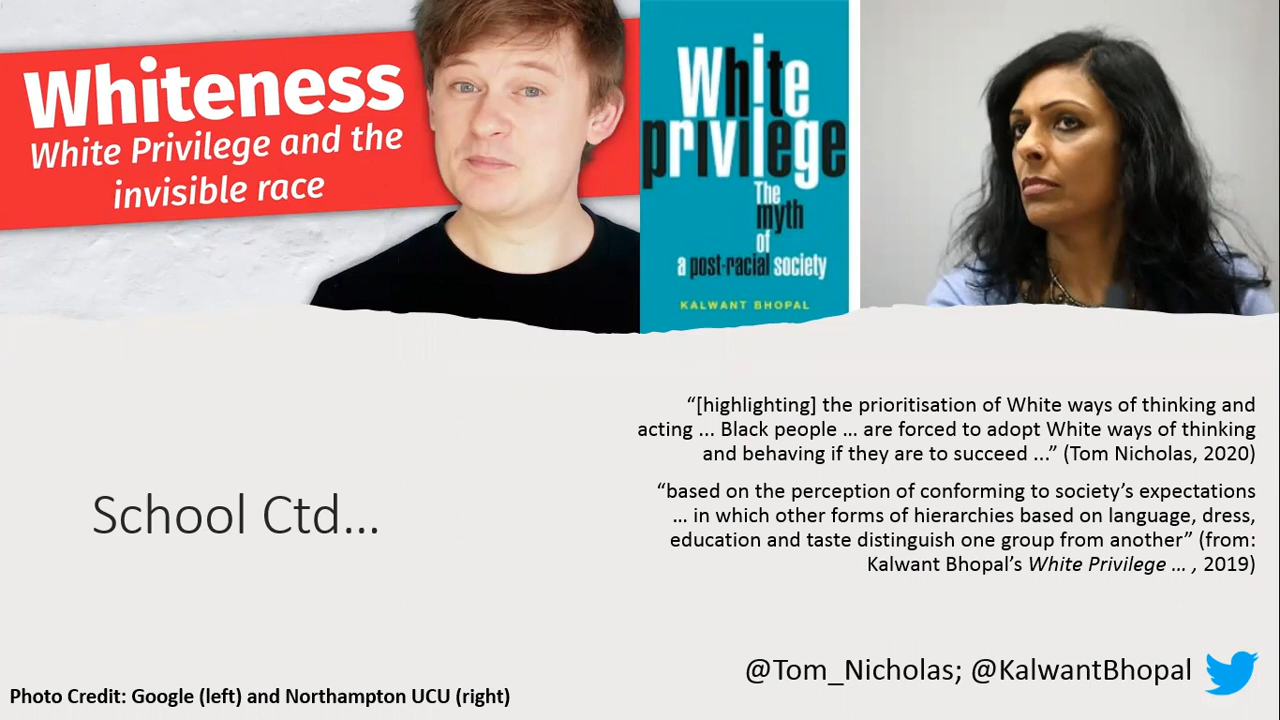 Whiteness
White Privilege and the
invisible race
White
privilege
The
myth
of
a post-racial society
KALWANT BHOPAL
“[highlighting] the prioritisation of White ways of thinking and
acting ... Black people ... are forced to adopt White ways of thinking
and behaving if they are to succeed ...” (Tom Nicholas, 2020)
“based on the perception of conforming to society’s expectations
... in which other forms of hierarchies based on language, dress,
education and taste distinguish one group from another” (from:
Kalwant Bhopal’s White Privilege ... , 2019)
School Ctd...
@Tom_Nicholas; @KalwantBhopal
Photo Credit: Google (left) and Northampton UCU (right)